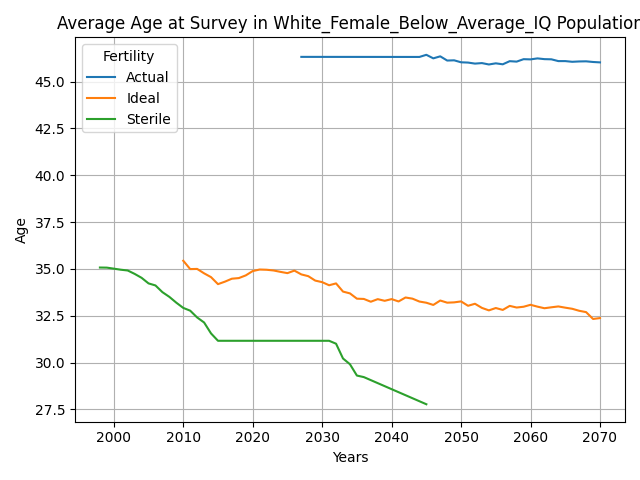 Average Age at Survey in White_Female_Below_Average_IQ Population
Fertility
Actual
Ideal
Sterile
45.0
42.5
40.0
37.5
35.0
32.5
30.0
27.5
Age
2000 2010 2020 2030 2040 2050 2060 2070
Years